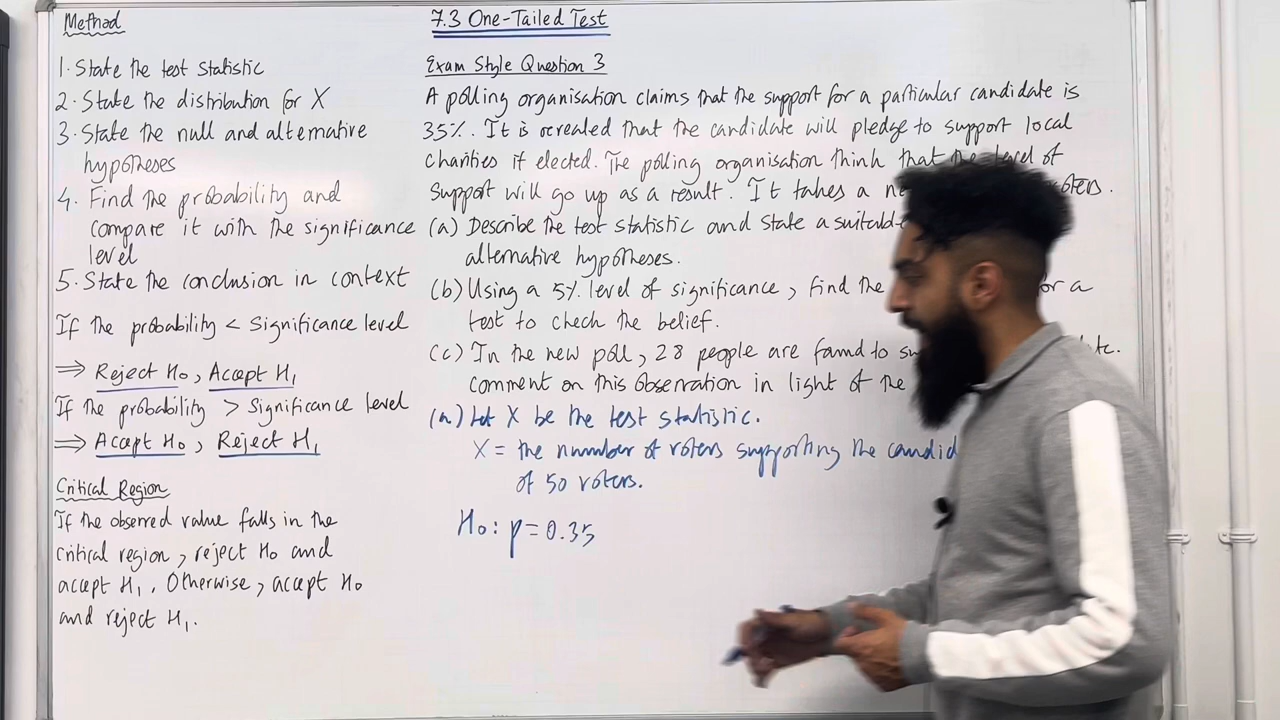 Method
1. State the test statistic
2. State the distribution for X
3. State the null and alternative
hypotheses
4. Find the probability and
compare it with the significance
level
5. State the conclusion in context
If the probability < Significance level
⇒ Reject H₀, Accept H₁
If the probability > Significance level
⇒ Accept H₀, Reject H₁
Critical Region
If the observed value falls in the
critical region, reject H₀ and
accept H₁. Otherwise, accept H₀
and reject H₁.
7.3 One-Tailed Test
Exam Style Question 3
A polling organisation claims that the support for a particular candidate is
35%. It is revealed that the candidate will pledge to support local
charities if elected. The polling organisation think that the level of
support will go up as a result. It takes a
(a) Describe the test statistic and state a
alternative hypotheses.
(b) Using a 5% level of significance, find the for a
test to check the belief.
(c) In the new poll, 28 people are found to
comment on this observation in light of the
(a) Let X be the test statistic.
X = the number of voters supporting the
of 50 voters.
H₀: p = 0.35